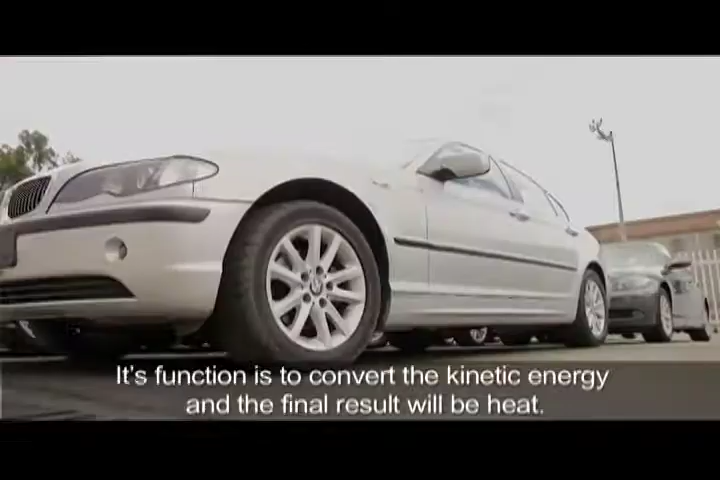 It's function is to convert the kinetic energy
and the final result will be heat.